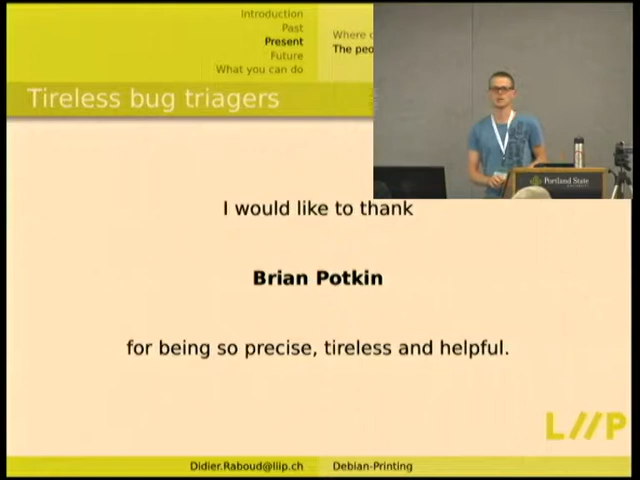 Introduction
Past
Present
Future
What you can do
Where
The peo
Tireless bug triagers
Portland State
I would like to thank
Brian Potkin
for being so precise, tireless and helpful.
LIIP
Didier.Raboud@liip.ch
Debian-Printing